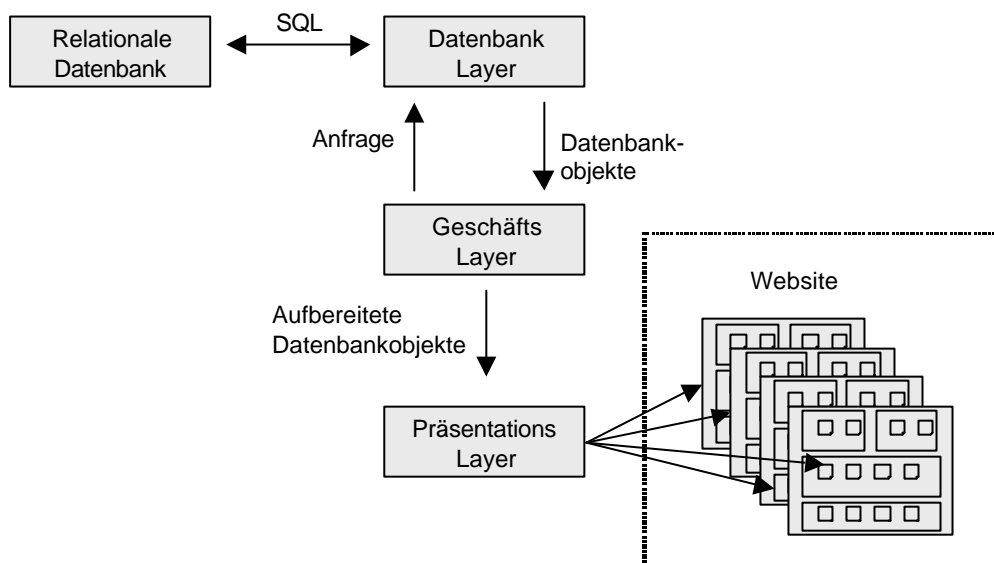 Relationale
Datenbank
SQL
Datenbank
Layer
Anfrage
Datenbank-
objekte
Geschäfts
Layer
Website
Aufbereitete
Datenbankobjekte
Präsentations
Layer